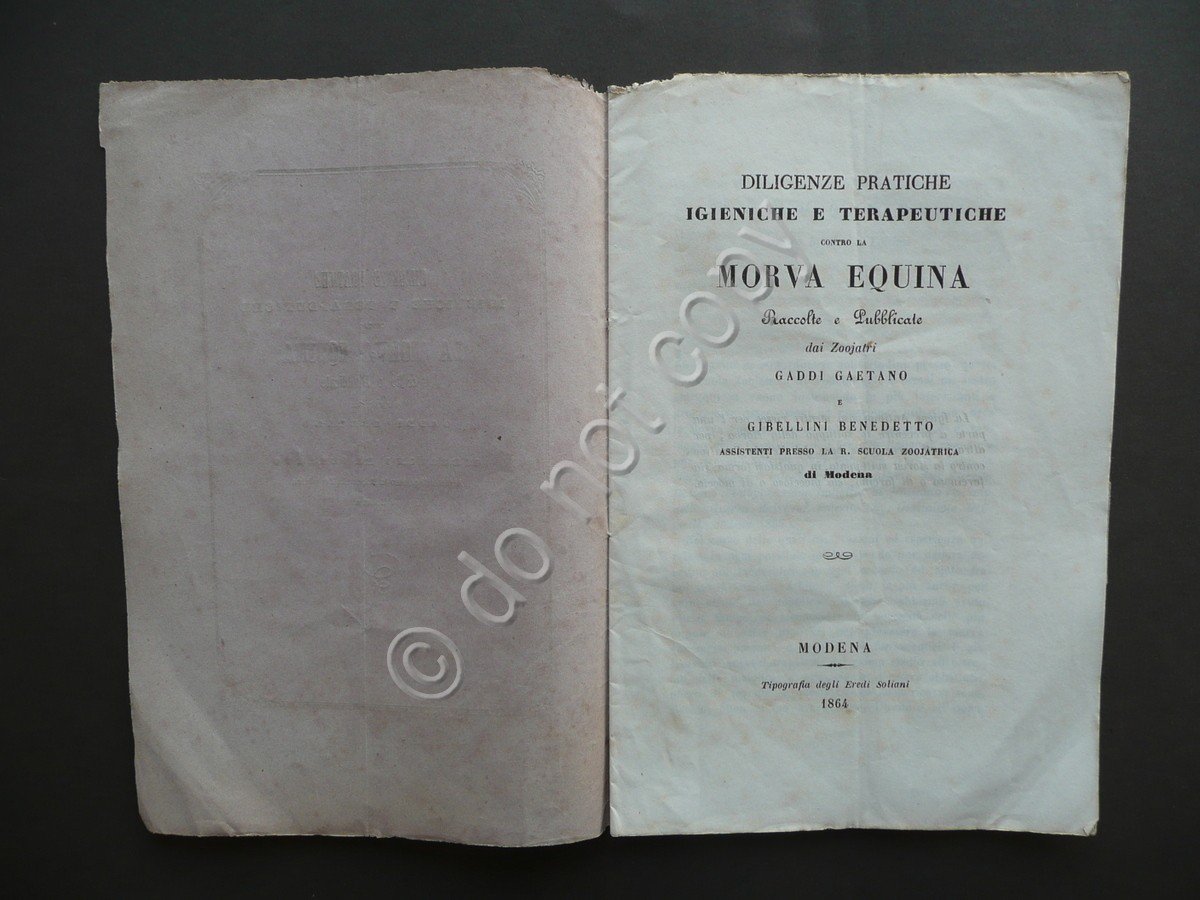 DILIGENZE PRATICHE
IGIENICHE E TERAPEUTICHE
CONTRO LA
MORVA EQUINA
Raccolte e Pubblicate
dai Zoojatri
GADDI GAETANO
E
GIBELLINI BENEDETTO
ASSISTENTI PRESSO LA R. SCUOLA ZOOJATRICA
di Modena
MODENA
Tipografia degli Eredi Soliani
1864
© do not copy